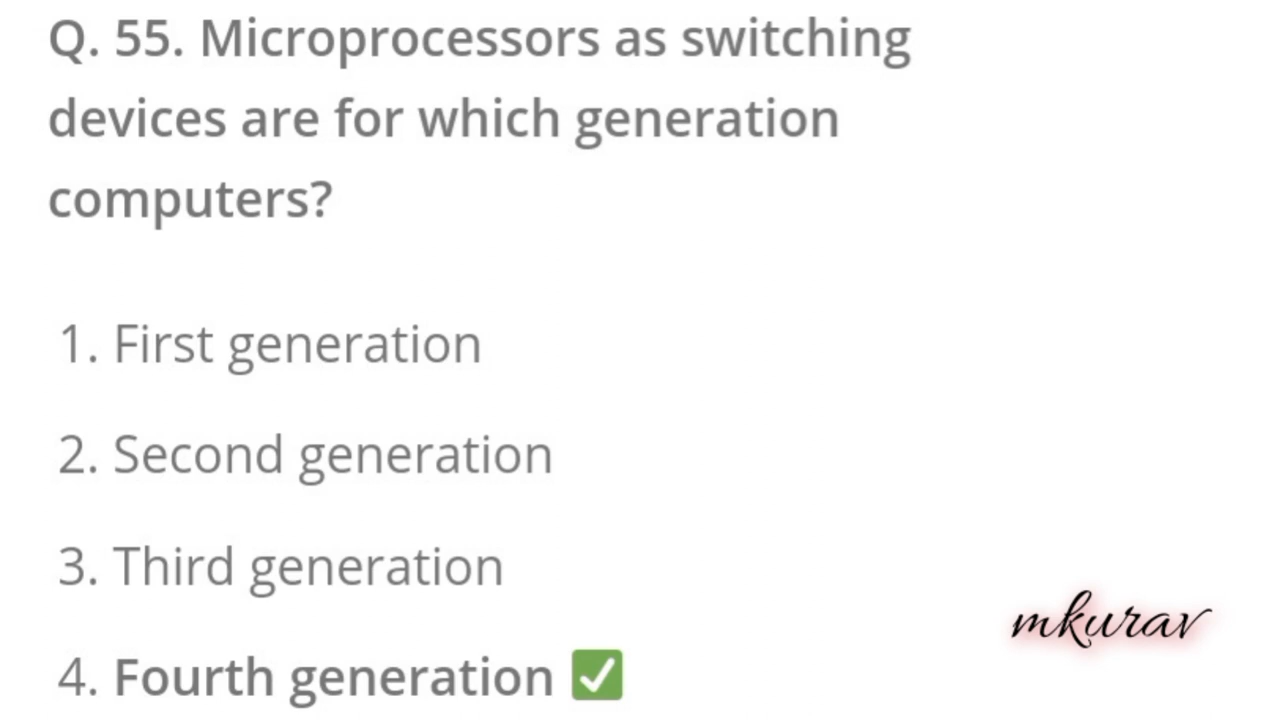 Q. 55. Microprocessors as switching
devices are for which generation
computers?
1. First generation
2. Second generation
3. Third generation
mkurav
4. Fourth generation ✅